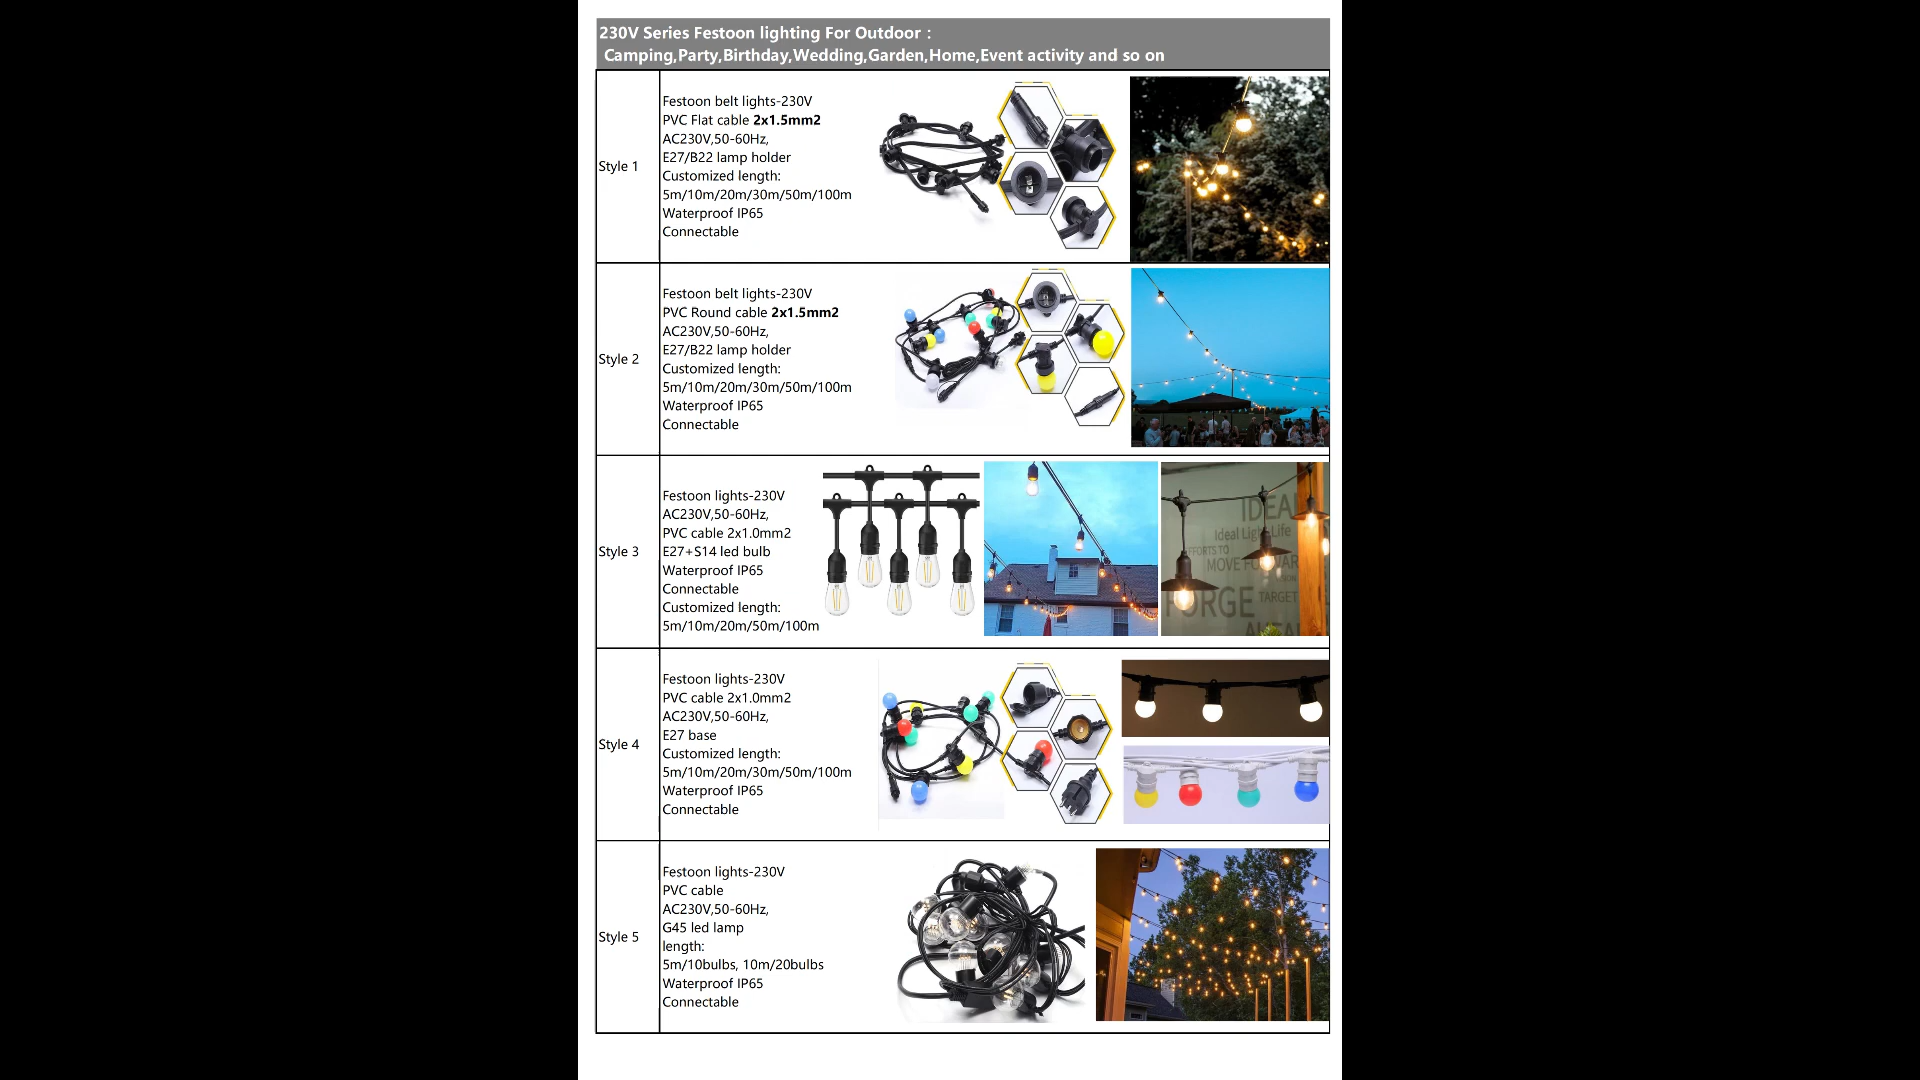 230V Series Festoon lighting For Outdoor：
Camping,Party,Birthday,Wedding,Garden,Home,Event activity and so on
Style 1
Festoon belt lights-230V
PVC Flat cable 2x1.5mm2
AC230V,50-60Hz,
E27/B22 lamp holder
Customized length:
5m/10m/20m/30m/50m/100m
Waterproof IP65
Connectable
Style 2
Festoon belt lights-230V
PVC Round cable 2x1.5mm2
AC230V,50-60Hz,
E27/B22 lamp holder
Customized length:
5m/10m/20m/30m/50m/100m
Waterproof IP65
Connectable
Style 3
Festoon lights-230V
AC230V,50-60Hz,
PVC cable 2x1.0mm2
E27+S14 led bulb
Waterproof IP65
Connectable
Customized length:
5m/10m/20m/50m/100m
IDEA
Ideal Light Life
EFFORTS TO
MOVE FORWAR
FORGE TARGET
AHEA
Style 4
Festoon lights-230V
PVC cable 2x1.0mm2
AC230V,50-60Hz,
E27 base
Customized length:
5m/10m/20m/30m/50m/100m
Waterproof IP65
Connectable
Style 5
Festoon lights-230V
PVC cable
AC230V,50-60Hz,
G45 led lamp
length:
5m/10bulbs, 10m/20bulbs
Waterproof IP65
Connectable